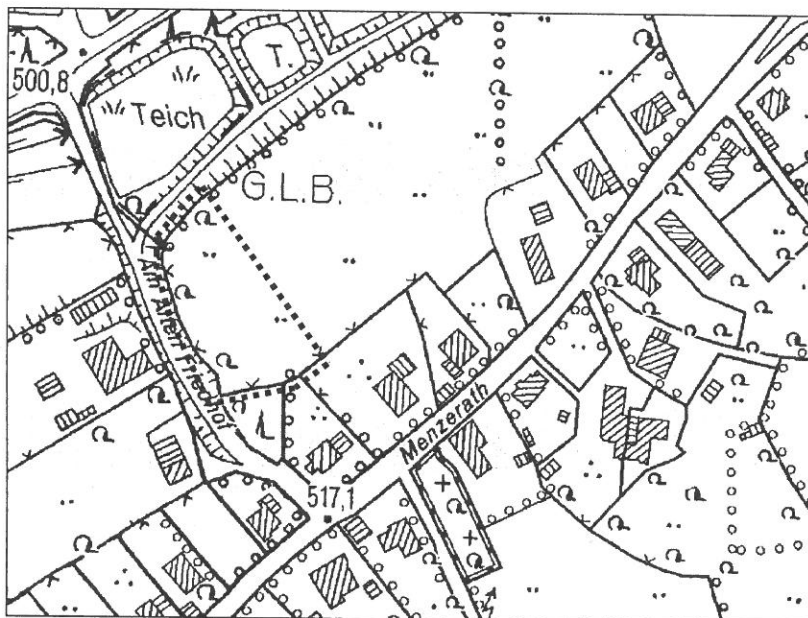 T.
500,8
Teich
G.L.B.
Am Alten Friedhof
Menzerath
517,1